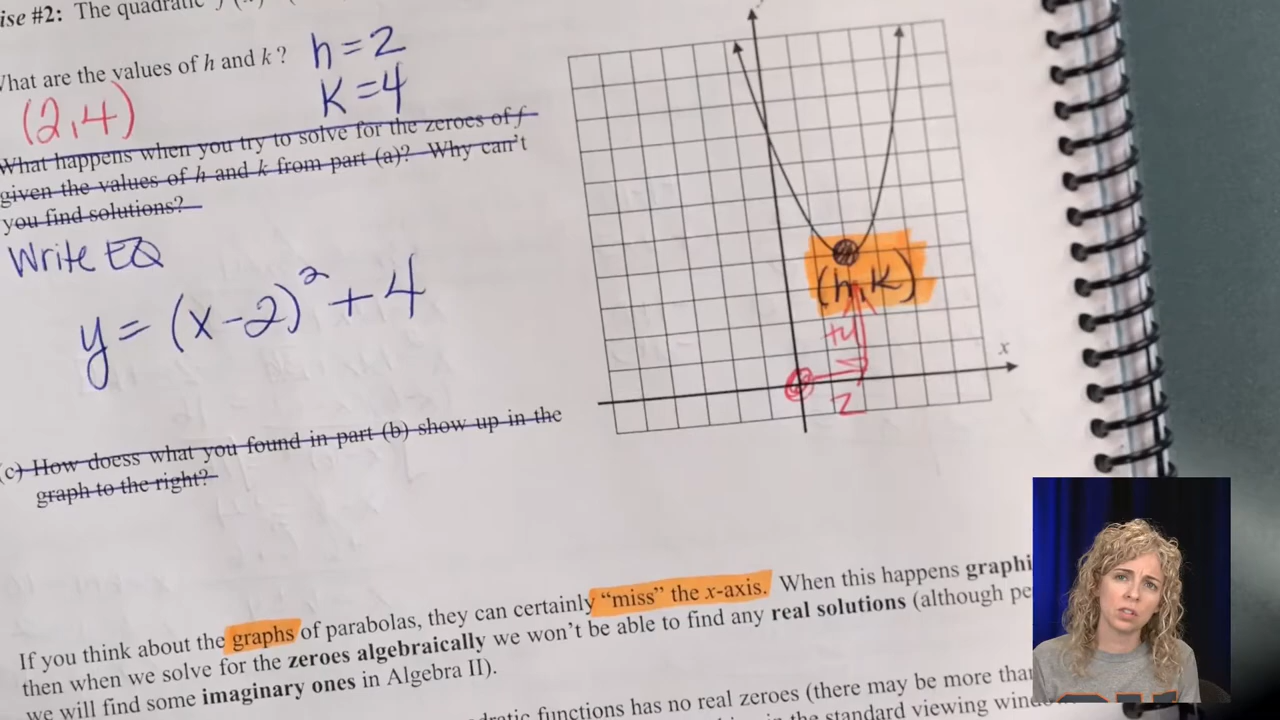 ise #2: The quadratic
What are the values of h and k?
h=2
k=4
(2,4)
What happens when you try to solve for the zeroes of f
given the values of h and k from part (a)? Why can't
you find solutions?
Write EQ
y = (x-2)² + 4
(h,k)
+4
2
x
(c) How doess what you found in part (b) show up in the
graph to the right?
If you think about the graphs of parabolas, they can certainly “miss” the x-axis. When this happens graphi
then when we solve for the zeroes algebraically we won't be able to find any real solutions (although pe
we will find some imaginary ones in Algebra II).
dratic functions has no real zeroes (there may be more than
the standard viewing wind